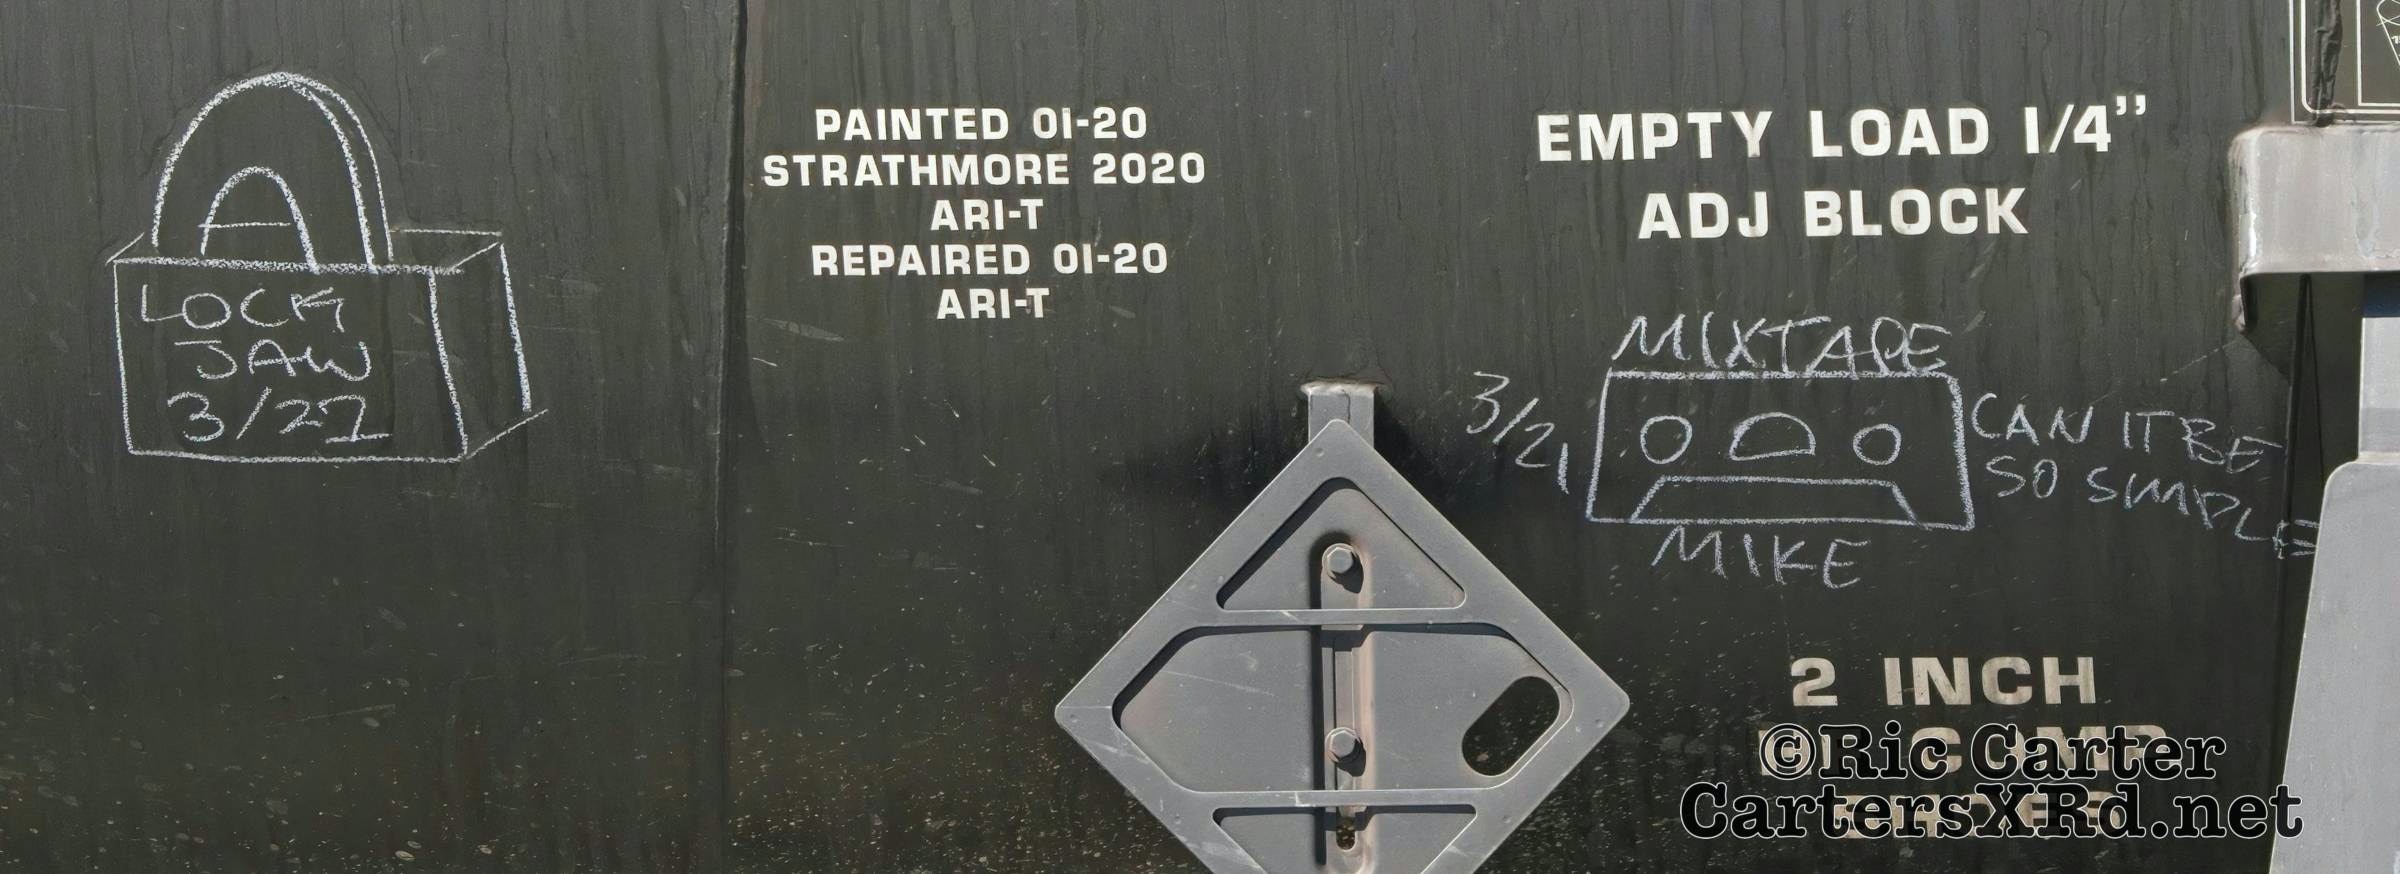 LOCK
JAW
3/21
PAINTED 01-20
STRATHMORE 2020
ARI-T
REPAIRED 01-20
ARI-T
EMPTY LOAD 1/4”
ADJ BLOCK
MIXTAPE
3/21
CAN IT BE
SO SIMPLE
MIKE
2 INCH
©Ric Carter
CartersXRd.net